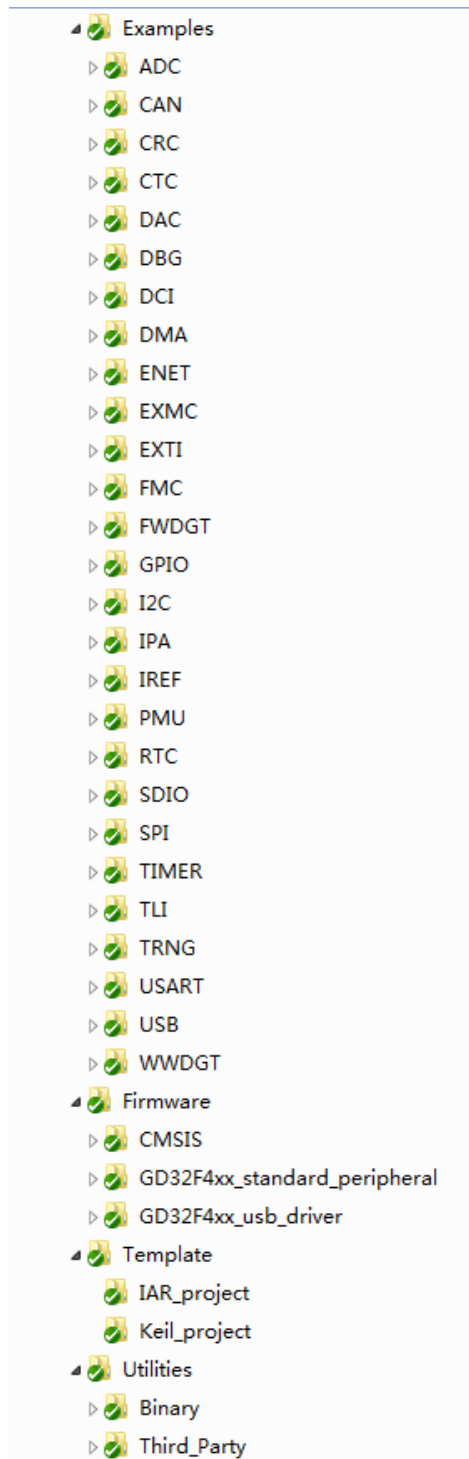 Examples
ADC
CAN
CRC
CTC
DAC
DBG
DCI
DMA
ENET
EXMC
EXTI
FMC
FWDGT
GPIO
I2C
IPA
IREF
PMU
RTC
SDIO
SPI
TIMER
TLI
TRNG
USART
USB
WWDGT
Firmware
CMSIS
GD32F4xx_standard_peripheral
GD32F4xx_usb_driver
Template
IAR_project
Keil_project
Utilities
Binary
Third_Party